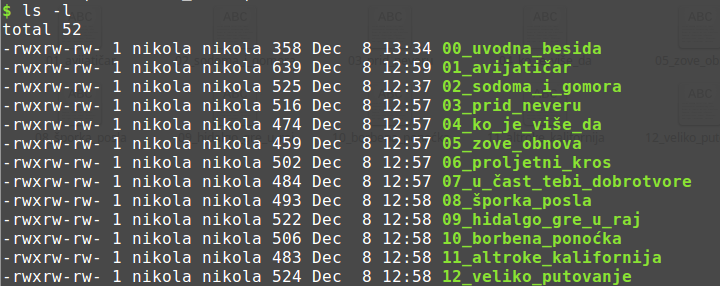 $ ls -l
total 52
-rwxrw-rw- 1 nikola nikola 358 Dec  8 13:34 00_uvodna_besida
-rwxrw-rw- 1 nikola nikola 639 Dec  8 12:59 01_avijatičar
-rwxrw-rw- 1 nikola nikola 525 Dec  8 12:37 02_sodoma_i_gomora
-rwxrw-rw- 1 nikola nikola 516 Dec  8 12:57 03_prid_neveru
-rwxrw-rw- 1 nikola nikola 474 Dec  8 12:57 04_ko_je_više_da
-rwxrw-rw- 1 nikola nikola 459 Dec  8 12:57 05_zove_obnova
-rwxrw-rw- 1 nikola nikola 502 Dec  8 12:57 06_proljetni_kros
-rwxrw-rw- 1 nikola nikola 484 Dec  8 12:57 07_u_čast_tebi_dobrotvore
-rwxrw-rw- 1 nikola nikola 493 Dec  8 12:58 08_šporka_posla
-rwxrw-rw- 1 nikola nikola 522 Dec  8 12:58 09_hidalgo_gre_u_raj
-rwxrw-rw- 1 nikola nikola 506 Dec  8 12:58 10_borbena_ponoćka
-rwxrw-rw- 1 nikola nikola 483 Dec  8 12:58 11_altroke_kalifornija
-rwxrw-rw- 1 nikola nikola 524 Dec  8 12:58 12_veliko_putovanje